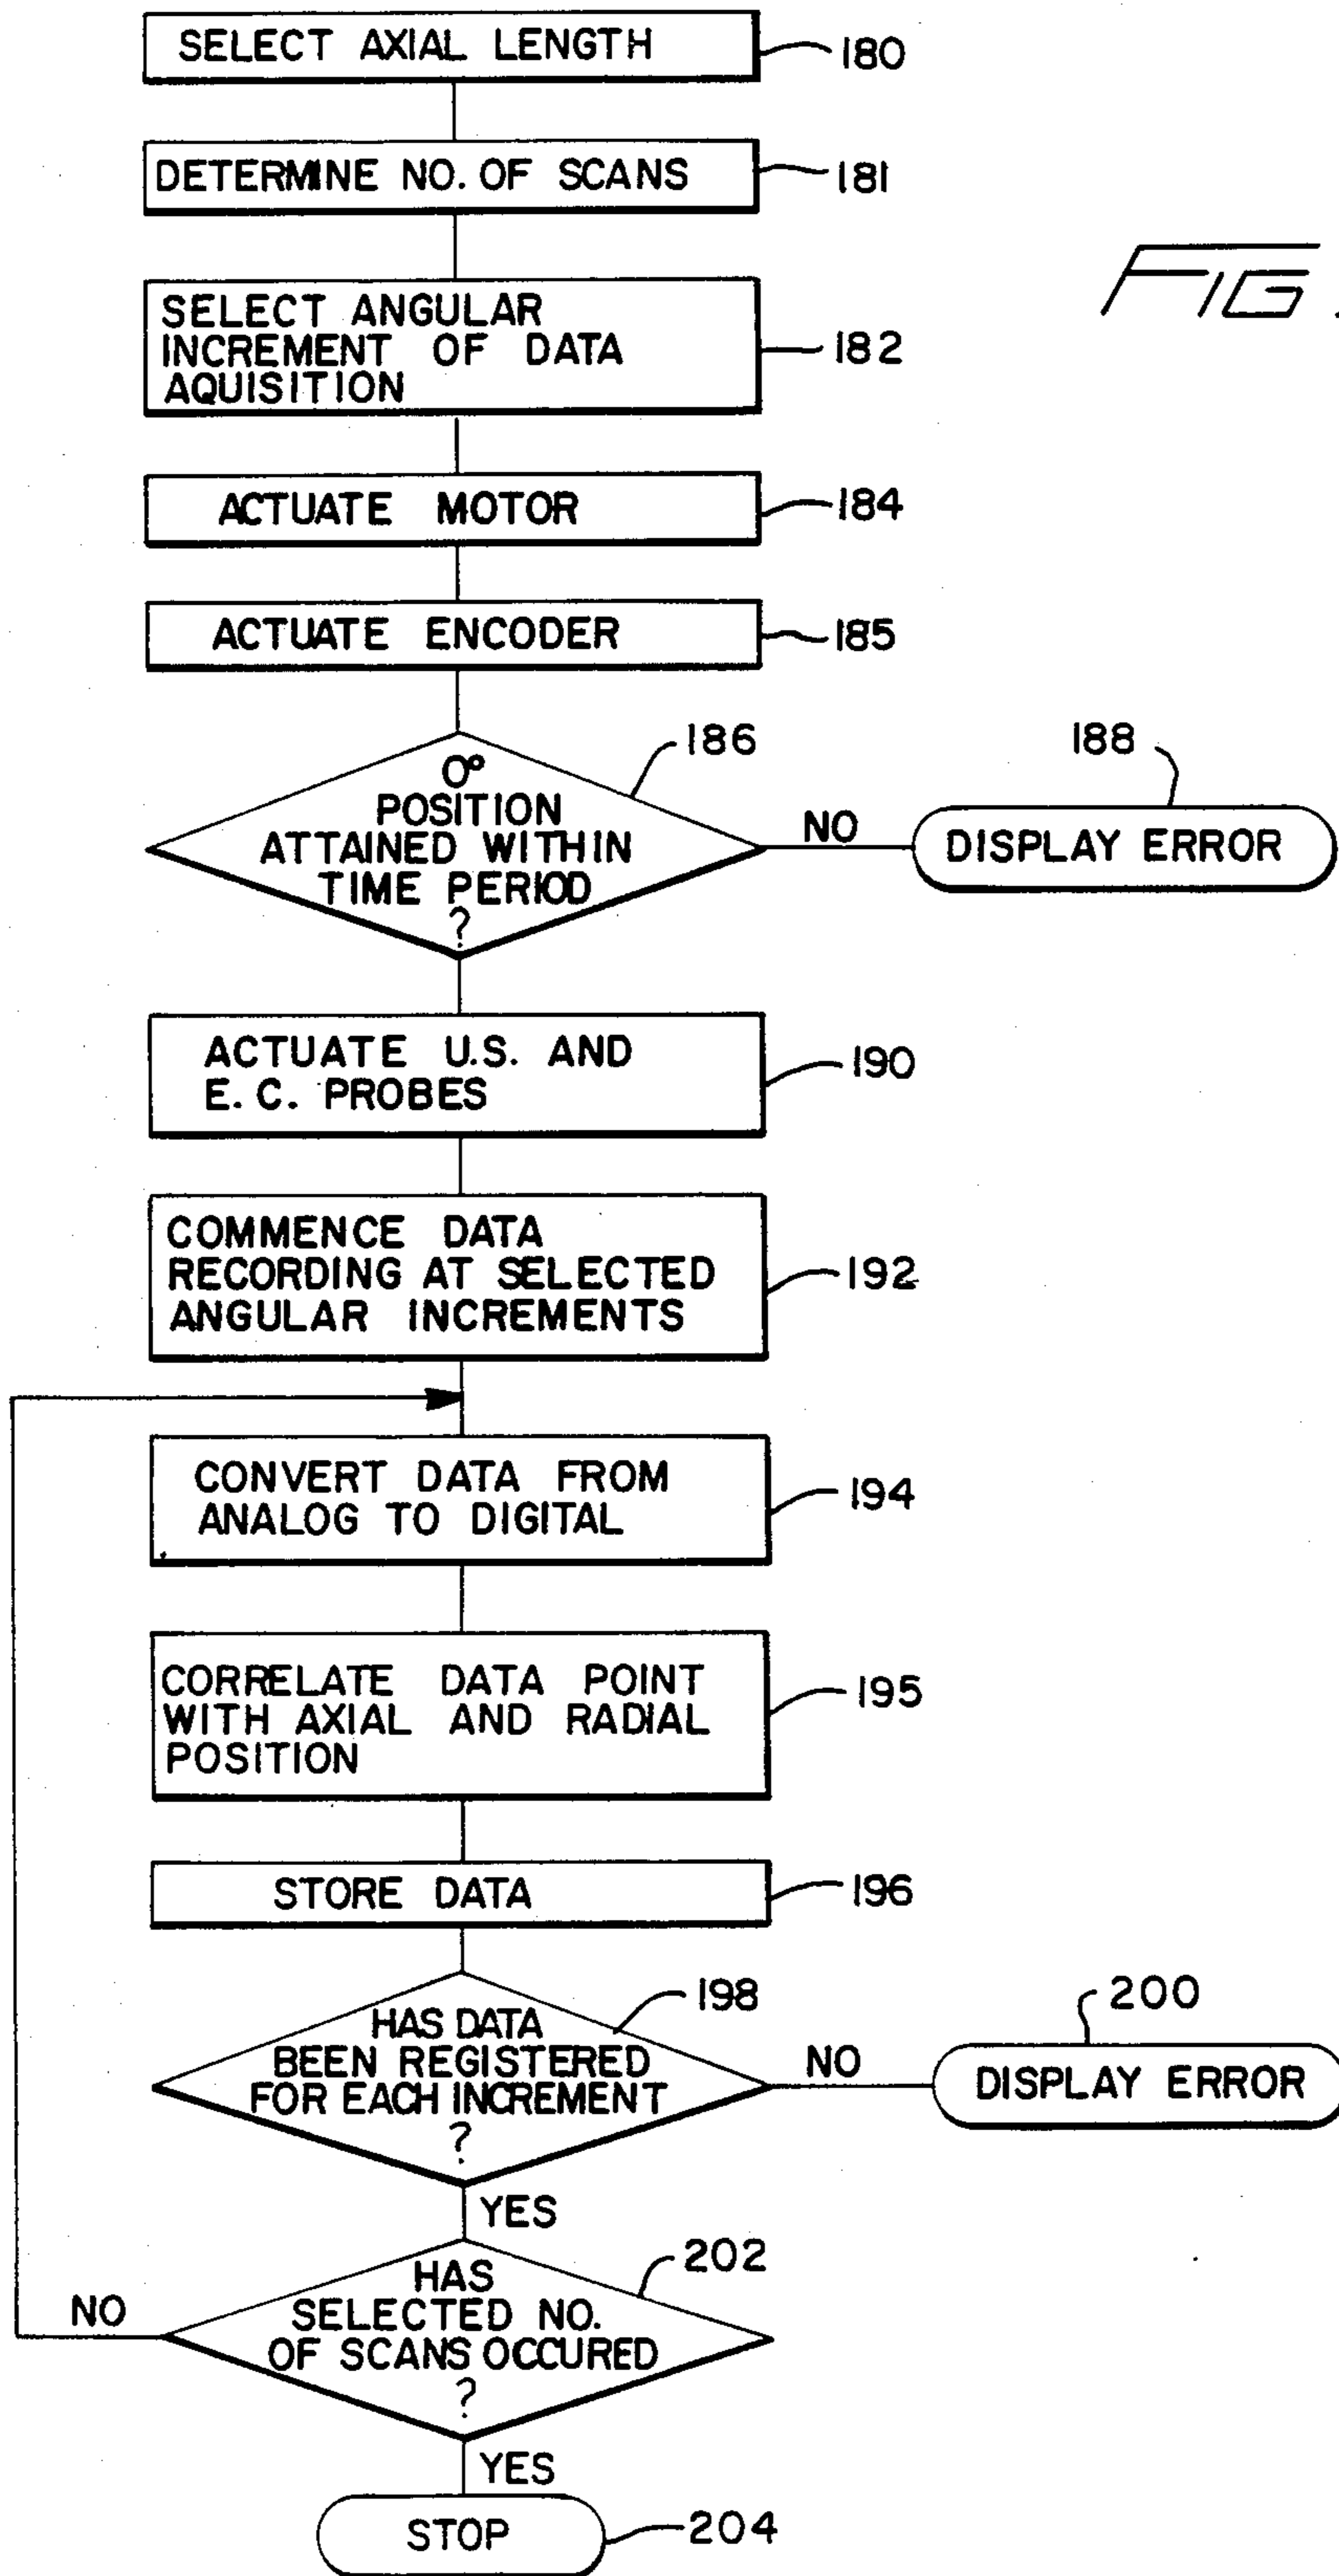 SELECT AXIAL LENGTH
180
DETERMINE NO. OF SCANS
181
FIG
SELECT ANGULAR
INCREMENT OF DATA
AQUISITION
182
ACTUATE MOTOR
184
ACTUATE ENCODER
185
0°
POSITION
ATTAINED WITHIN
TIME PERIOD
?
186
NO
188
DISPLAY ERROR
ACTUATE U.S. AND
E.C. PROBES
190
COMMENCE DATA
RECORDING AT SELECTED
ANGULAR INCREMENTS
192
CONVERT DATA FROM
ANALOG TO DIGITAL
194
CORRELATE DATA POINT
WITH AXIAL AND RADIAL
POSITION
195
STORE DATA
196
HAS DATA
BEEN REGISTERED
FOR EACH INCREMENT
?
198
NO
200
DISPLAY ERROR
YES
HAS
SELECTED NO.
OF SCANS OCCURED
?
202
NO
YES
STOP
204